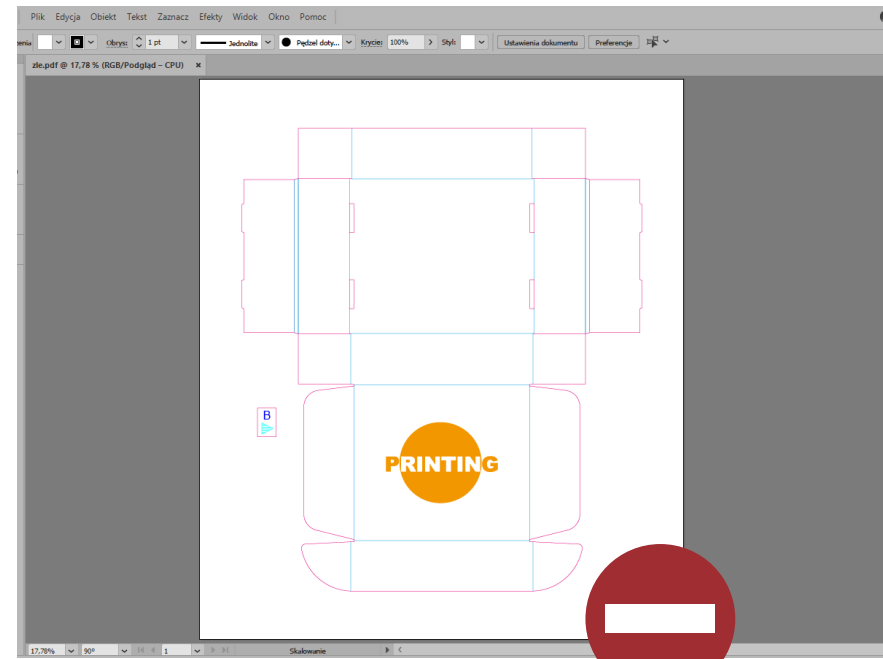 Plik Edycja Obiekt Tekst Zaznacz Efekty Widok Okno Pomoc
Obrys: 1 pt Jednolite Pędzel doty... Krycie: 100% Styl: Ustawienia dokumentu Preferencje
zle.pdf @ 17,78 % (RGB/Podgląd – CPU) ×
B
PRINTING
17,78% 90° 1 Skalowanie